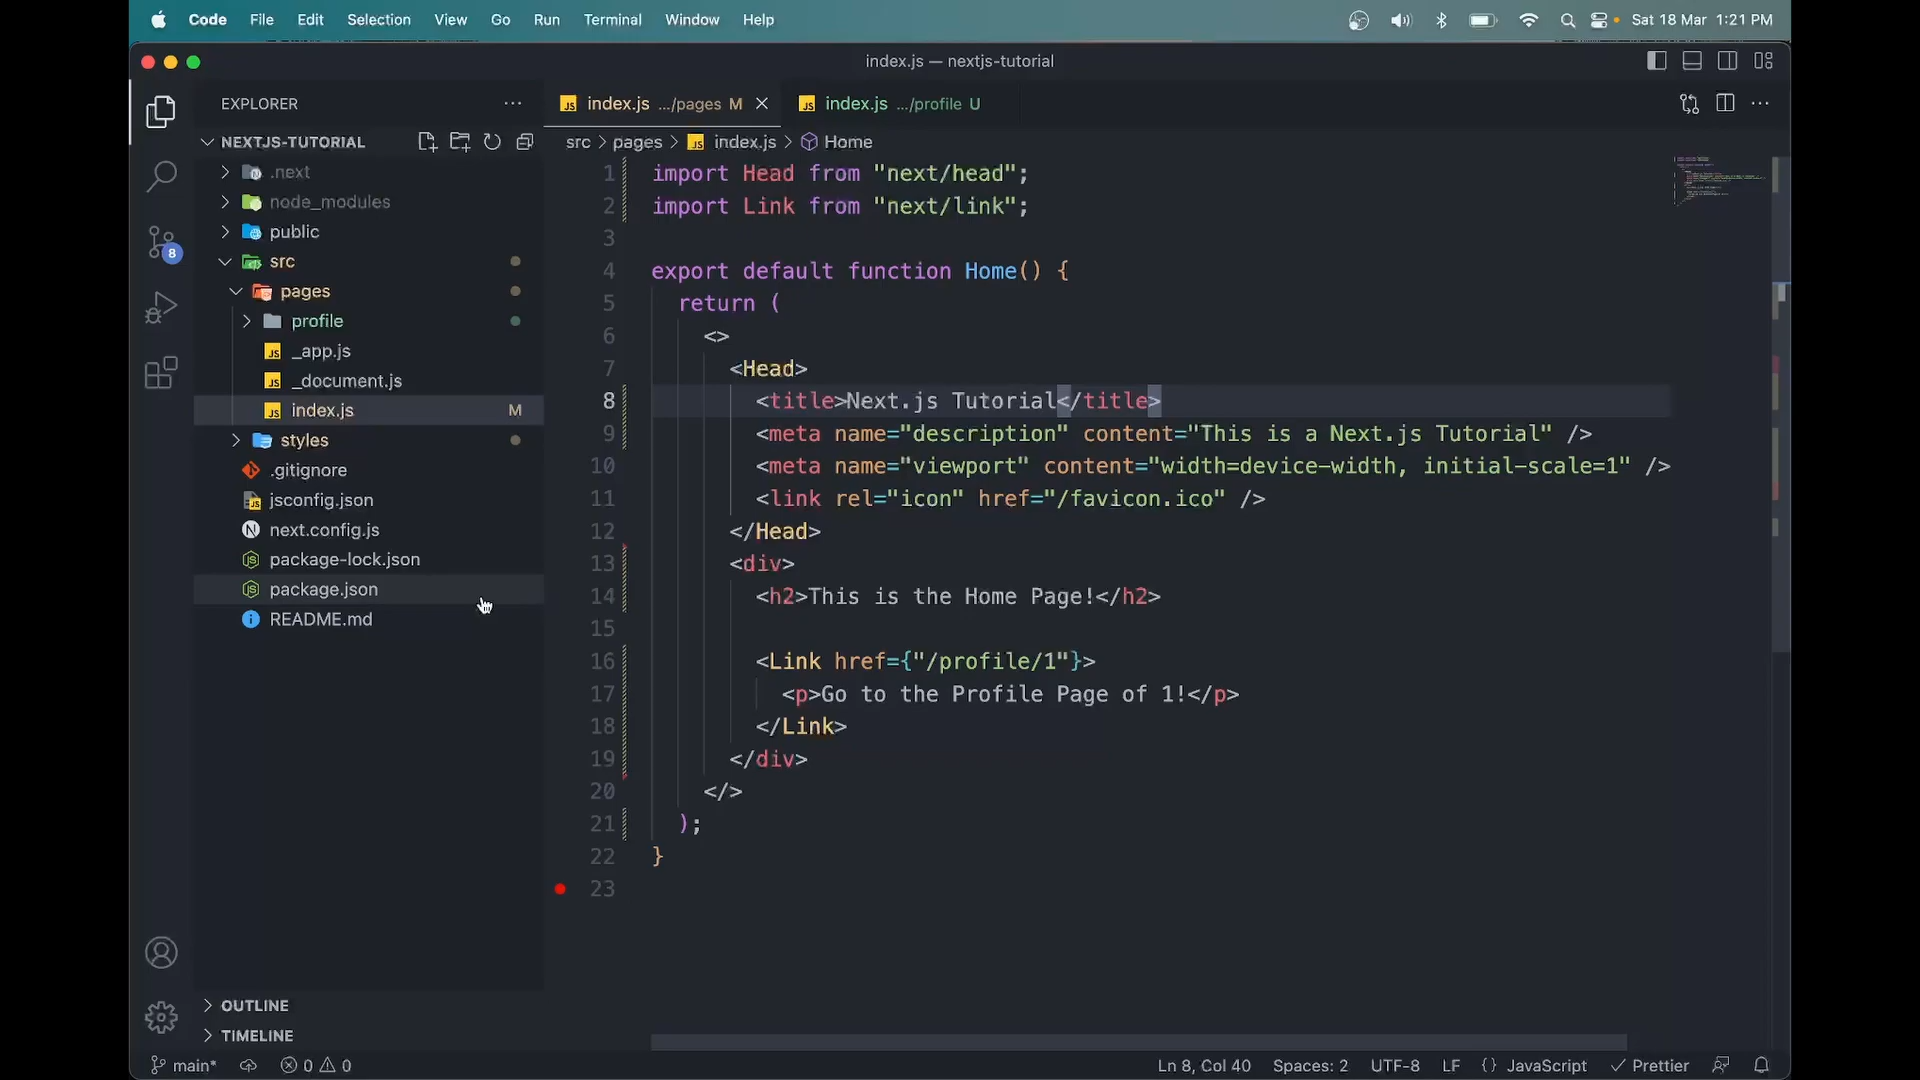 Code File Edit Selection View Go Run Terminal Window Help Sat 18 Mar 1:21 PM
index.js — nextjs-tutorial
EXPLORER
index.js .../pages M
index.js .../profile U
NEXTJS-TUTORIAL
src > pages > index.js > Home
.next
node_modules
public
src
pages
profile
_app.js
_document.js
index.js M
styles
.gitignore
jsconfig.json
next.config.js
package-lock.json
package.json
README.md
8
1 import Head from "next/head";
2 import Link from "next/link";
3
4 export default function Home() {
5 return (
6 <>
7 <Head>
8 <title>Next.js Tutorial</title>
9 <meta name="description" content="This is a Next.js Tutorial" />
10 <meta name="viewport" content="width=device-width, initial-scale=1" />
11 <link rel="icon" href="/favicon.ico" />
12 </Head>
13 <div>
14 <h2>This is the Home Page!</h2>
15
16 <Link href={"/profile/1"}>
17 <p>Go to the Profile Page of 1!</p>
18 </Link>
19 </div>
20 </>
21 );
22 }
23
OUTLINE
TIMELINE
main* 0 0 Ln 8, Col 40 Spaces: 2 UTF-8 LF {} JavaScript Prettier